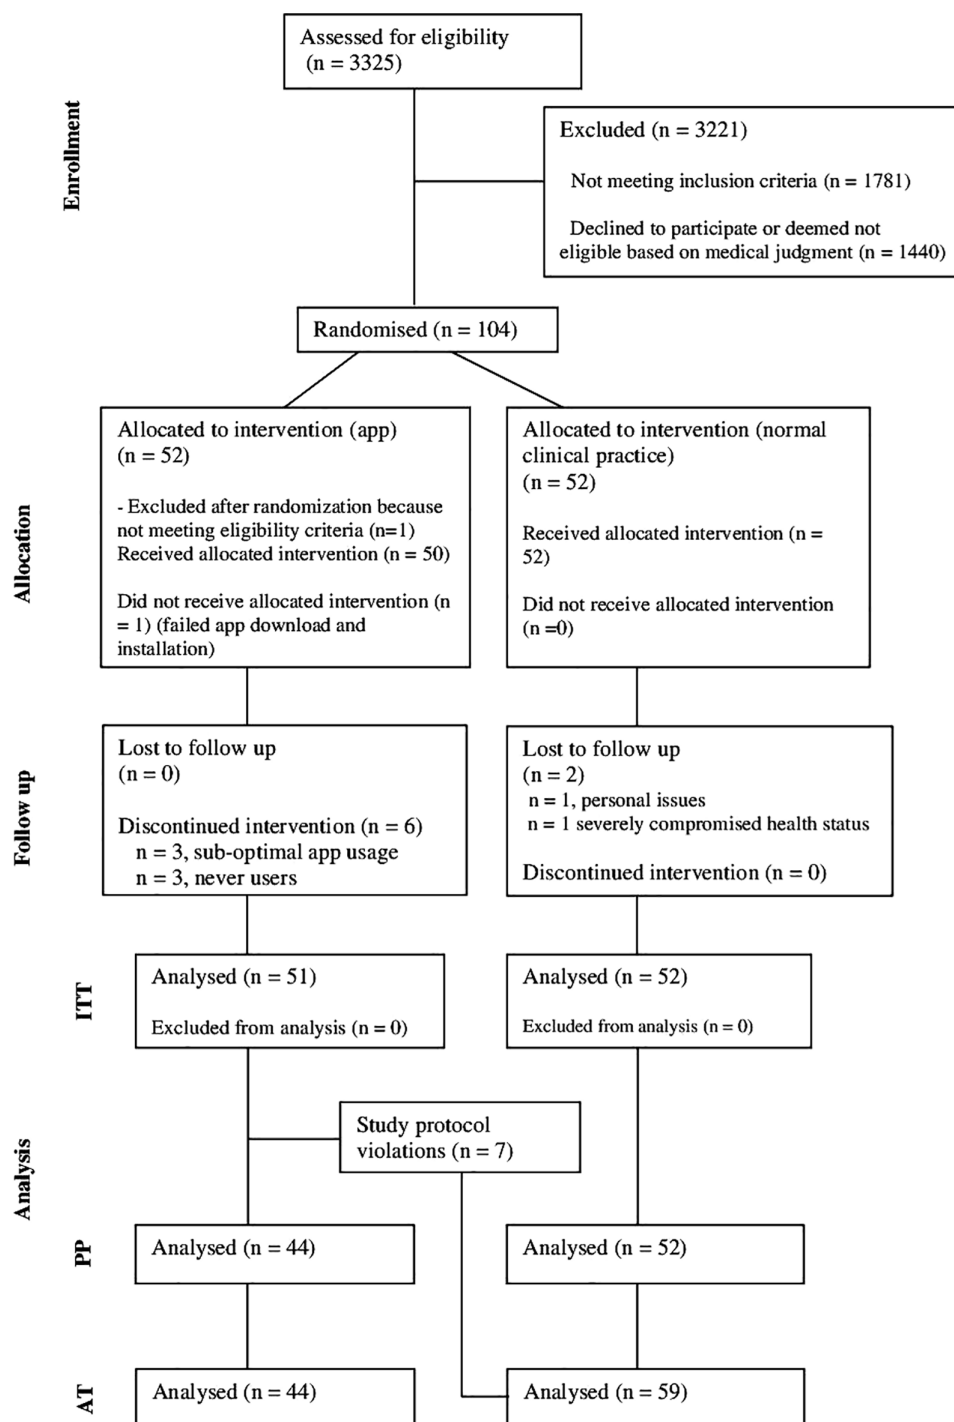 Assessed for eligibility
(n = 3325)
Enrollment
Excluded (n = 3221)
Not meeting inclusion criteria (n = 1781)
Declined to participate or deemed not
eligible based on medical judgment (n = 1440)
Randomised (n = 104)
Allocation
Allocated to intervention (app)
(n = 52)
- Excluded after randomization because
not meeting eligibility criteria (n=1)
Received allocated intervention (n = 50)
Did not receive allocated intervention (n
= 1) (failed app download and
installation)
Allocated to intervention (normal
clinical practice)
(n = 52)
Received allocated intervention (n =
52)
Did not receive allocated intervention
(n =0)
Follow up
Lost to follow up
(n = 0)
Discontinued intervention (n = 6)
n = 3, sub-optimal app usage
n = 3, never users
Lost to follow up
(n = 2)
n = 1, personal issues
n = 1 severely compromised health status
Discontinued intervention (n = 0)
ITT
Analysed (n = 51)
Excluded from analysis (n = 0)
Analysed (n = 52)
Excluded from analysis (n = 0)
Analysis
Study protocol
violations (n = 7)
PP
Analysed (n = 44)
Analysed (n = 52)
AT
Analysed (n = 44)
Analysed (n = 59)